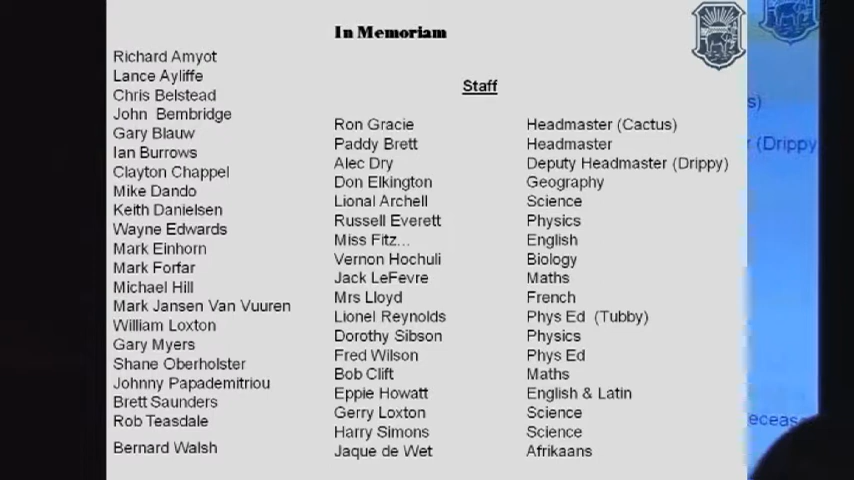 In Memoriam
Richard Amyot
Lance Ayliffe
Chris Belstead
John Bembridge
Gary Blauw
Ian Burrows
Clayton Chappel
Mike Dando
Keith Danielsen
Wayne Edwards
Mark Einhorn
Mark Forfar
Michael Hill
Mark Jansen Van Vuuren
William Loxton
Gary Myers
Shane Oberholster
Johnny Papademitriou
Brett Saunders
Rob Teasdale
Bernard Walsh
Staff
Ron Gracie Headmaster (Cactus)
Paddy Brett Headmaster
Alec Dry Deputy Headmaster (Drippy)
Don Elkington Geography
Lional Archell Science
Russell Everett Physics
Miss Fitz... English
Vernon Hochuli Biology
Jack LeFevre Maths
Mrs Lloyd French
Lionel Reynolds Phys Ed (Tubby)
Dorothy Sibson Physics
Fred Wilson Phys Ed
Bob Clift Maths
Eppie Howatt English & Latin
Gerry Loxton Science
Harry Simons Science
Jaque de Wet Afrikaans
s)
(Drippy
eceas